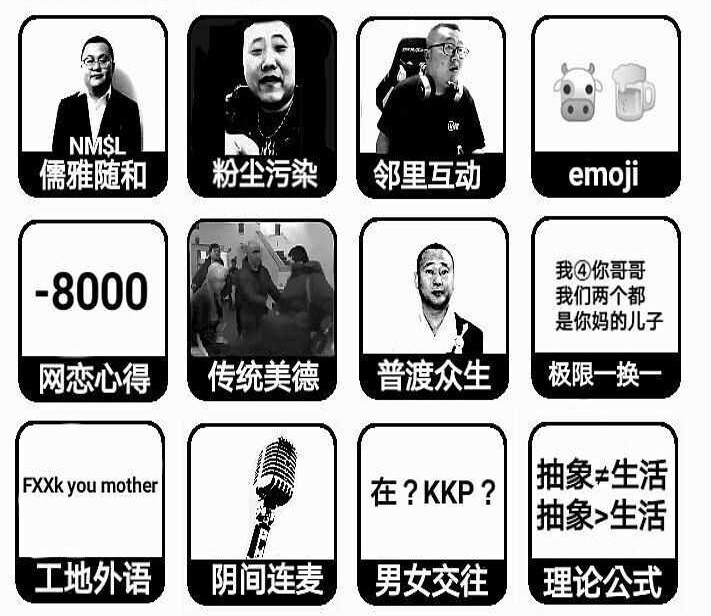 NM$L
儒雅随和
粉尘污染
邻里互动
emoji
-8000
网恋心得
传统美德
普渡众生
我④你哥哥
我们两个都
是你妈的儿子
极限一换一
FXXk you mother
工地外语
阴间连麦
在？KKP？
男女交往
抽象≠生活
抽象>生活
理论公式